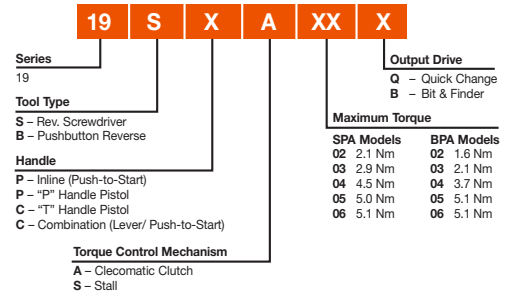 19 S X A XX X
Series
19
Tool Type
S – Rev. Screwdriver
B – Pushbutton Reverse
Handle
P – Inline (Push-to-Start)
P – “P” Handle Pistol
C – “T” Handle Pistol
C – Combination (Lever/ Push-to-Start)
Torque Control Mechanism
A – Clecomatic Clutch
S – Stall
Output Drive
Q – Quick Change
B – Bit & Finder
Maximum Torque
SPA Models BPA Models
02 2.1 Nm 02 1.6 Nm
03 2.9 Nm 03 2.1 Nm
04 4.5 Nm 04 3.7 Nm
05 5.0 Nm 05 5.1 Nm
06 5.1 Nm 06 5.1 Nm